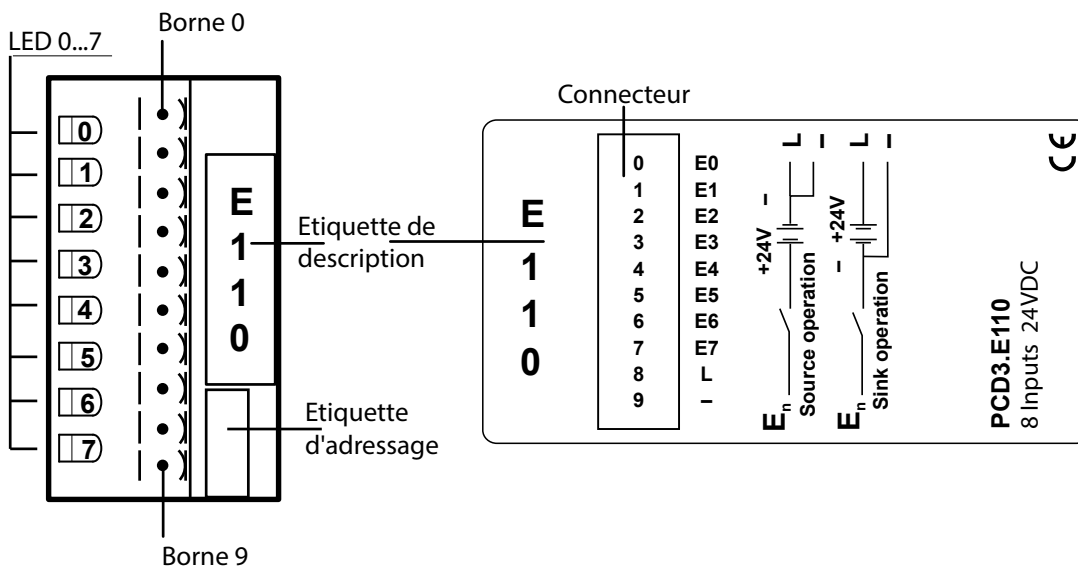 Borne 0
LED 0...7
0
1
2
3
4
5
6
7
E
1
1
0
Etiquette de
description
Etiquette
d'adressage
Borne 9
Connecteur
E
1
1
0
0 E0
1 E1
2 E2
3 E3
4 E4
5 E5
6 E6
7 E7
8 L
9 –
L
–
+24V –
En
Source operation
L
–
– +24V
En
Sink operation
PCD3.E110
8 Inputs 24VDC
CE